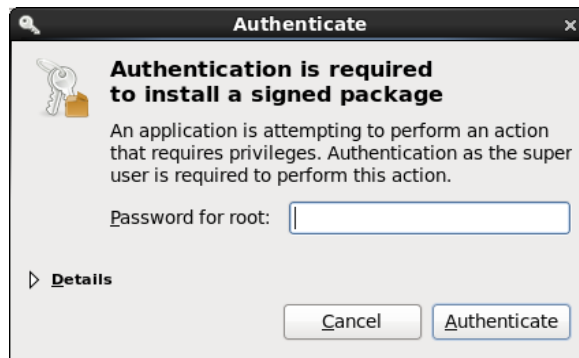 Authenticate
Authentication is required
to install a signed package
An application is attempting to perform an action
that requires privileges. Authentication as the super
user is required to perform this action.
Password for root:
Details
Cancel Authenticate